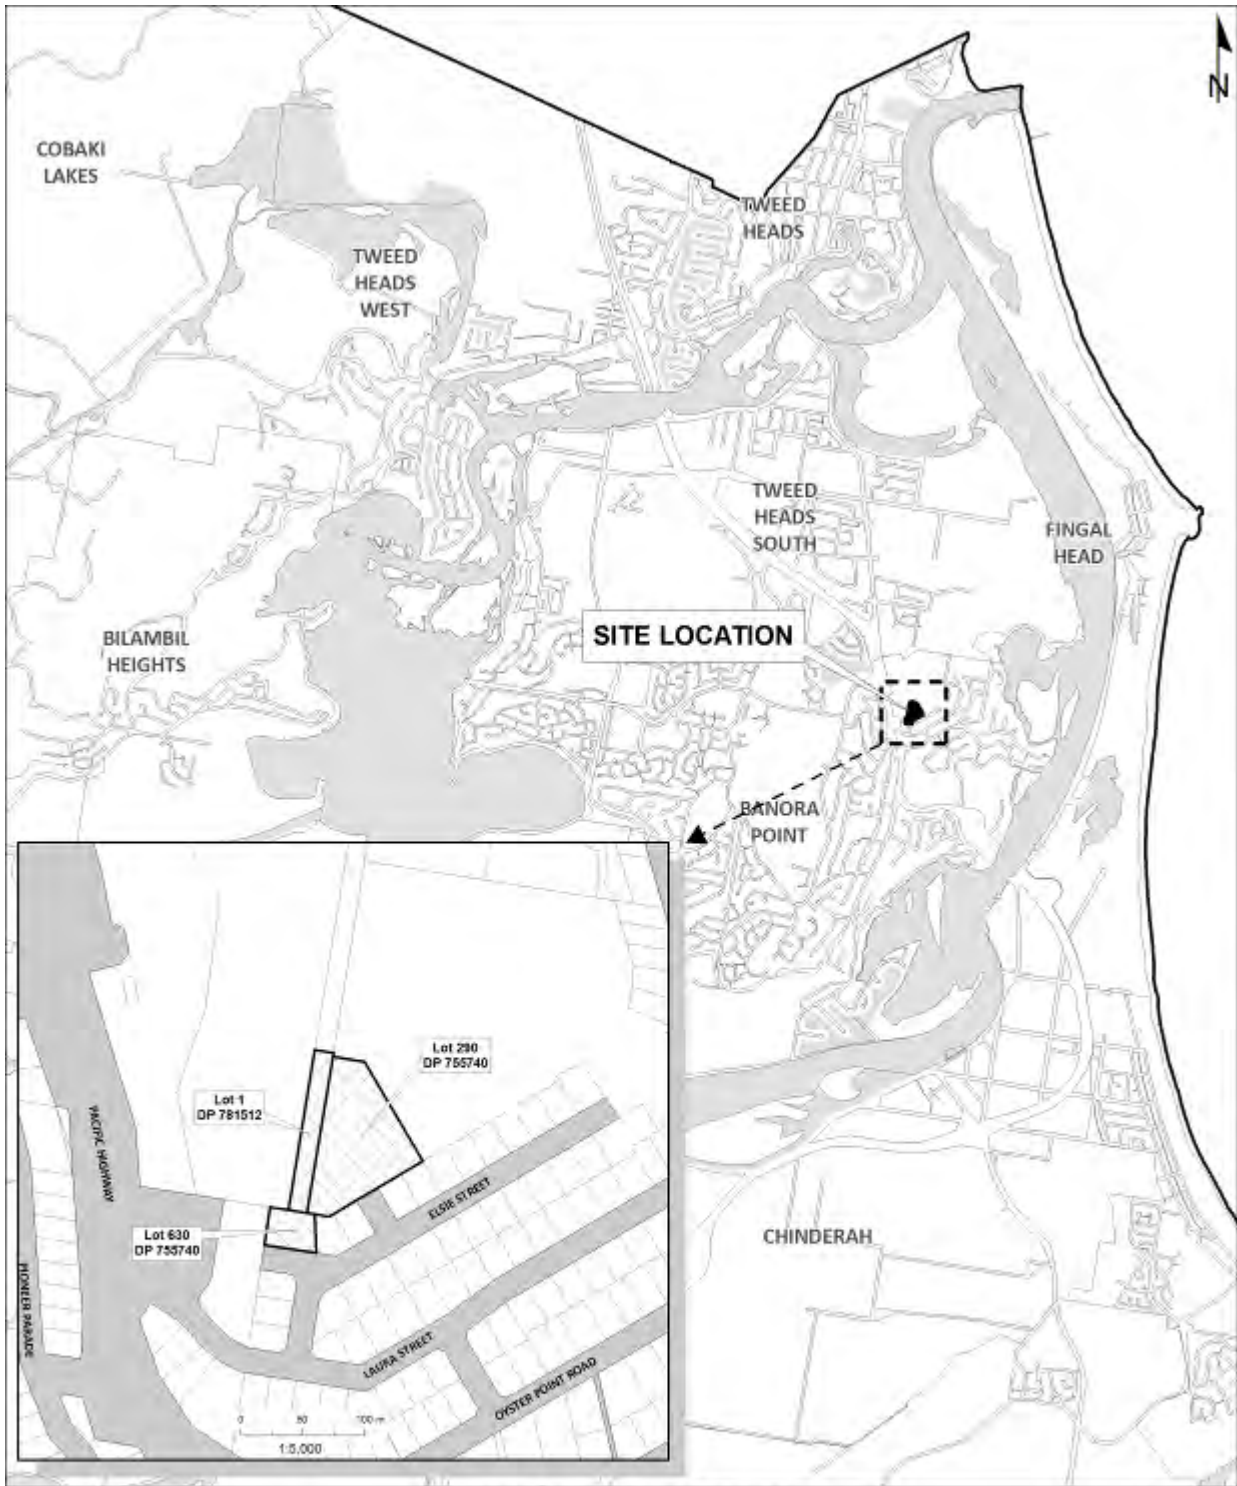 N
COBAKI
LAKES
TWEED
HEADS
TWEED
HEADS
WEST
TWEED
HEADS
SOUTH
FINGAL
HEAD
SITE LOCATION
BILAMBIL
HEIGHTS
BANORA
POINT
CHINDERAH
Lot 290
DP 755740
Lot 1
DP 781512
PACIFIC HIGHWAY
ELSIE STREET
Lot 630
DP 755740
PIONEER PARADE
LAURA STREET
OYSTER POINT ROAD
0 50 100 m
1:5,000